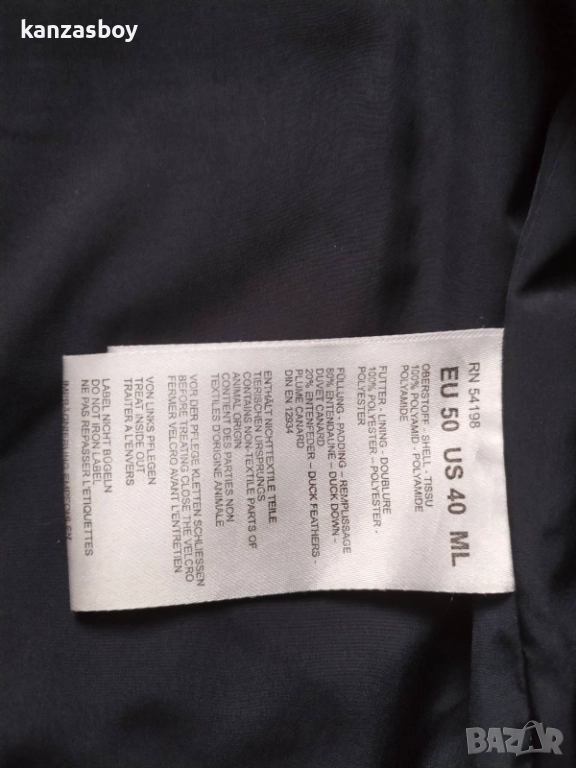 kanzasboy
RN 54198
EU 50 US 40 ML
OBERSTOFF - SHELL - TISSU
100% POLYAMID - POLYAMIDE -
POLYAMIDE
FUTTER - LINING - DOUBLURE
100% POLYESTER – POLYESTER -
POLYESTER
FÜLLUNG - PADDING – REMPLISSAGE
80% ENTENDAUNE – DUCK DOWN -
DUVET CANARD
20% ENTENFEDER – DUCK FEATHERS -
PLUME CANARD
DIN EN 12934
ENTHÄLT NICHTTEXTILE TEILE
TIERISCHEN URSPRUNGS
CONTAINS NON-TEXTILE PARTS OF
ANIMAL ORIGIN
CONTIENT DES PARTIES NON
TEXTILES D'ORIGINE ANIMALE
VOR DER PFLEGE KLETTEN SCHLIESSEN
BEFORE TREATING CLOSE THE VELCRO
FERMER VELCRO AVANT L'ENTRETIEN
VON LINKS PFLEGEN
TREAT INSIDE OUT
TRAITER A L'ENVERS
LABEL NICHT BÜGELN
DO NOT IRON LABEL
NE PAS REPASSER L'ETIQUETTES
BAZAR